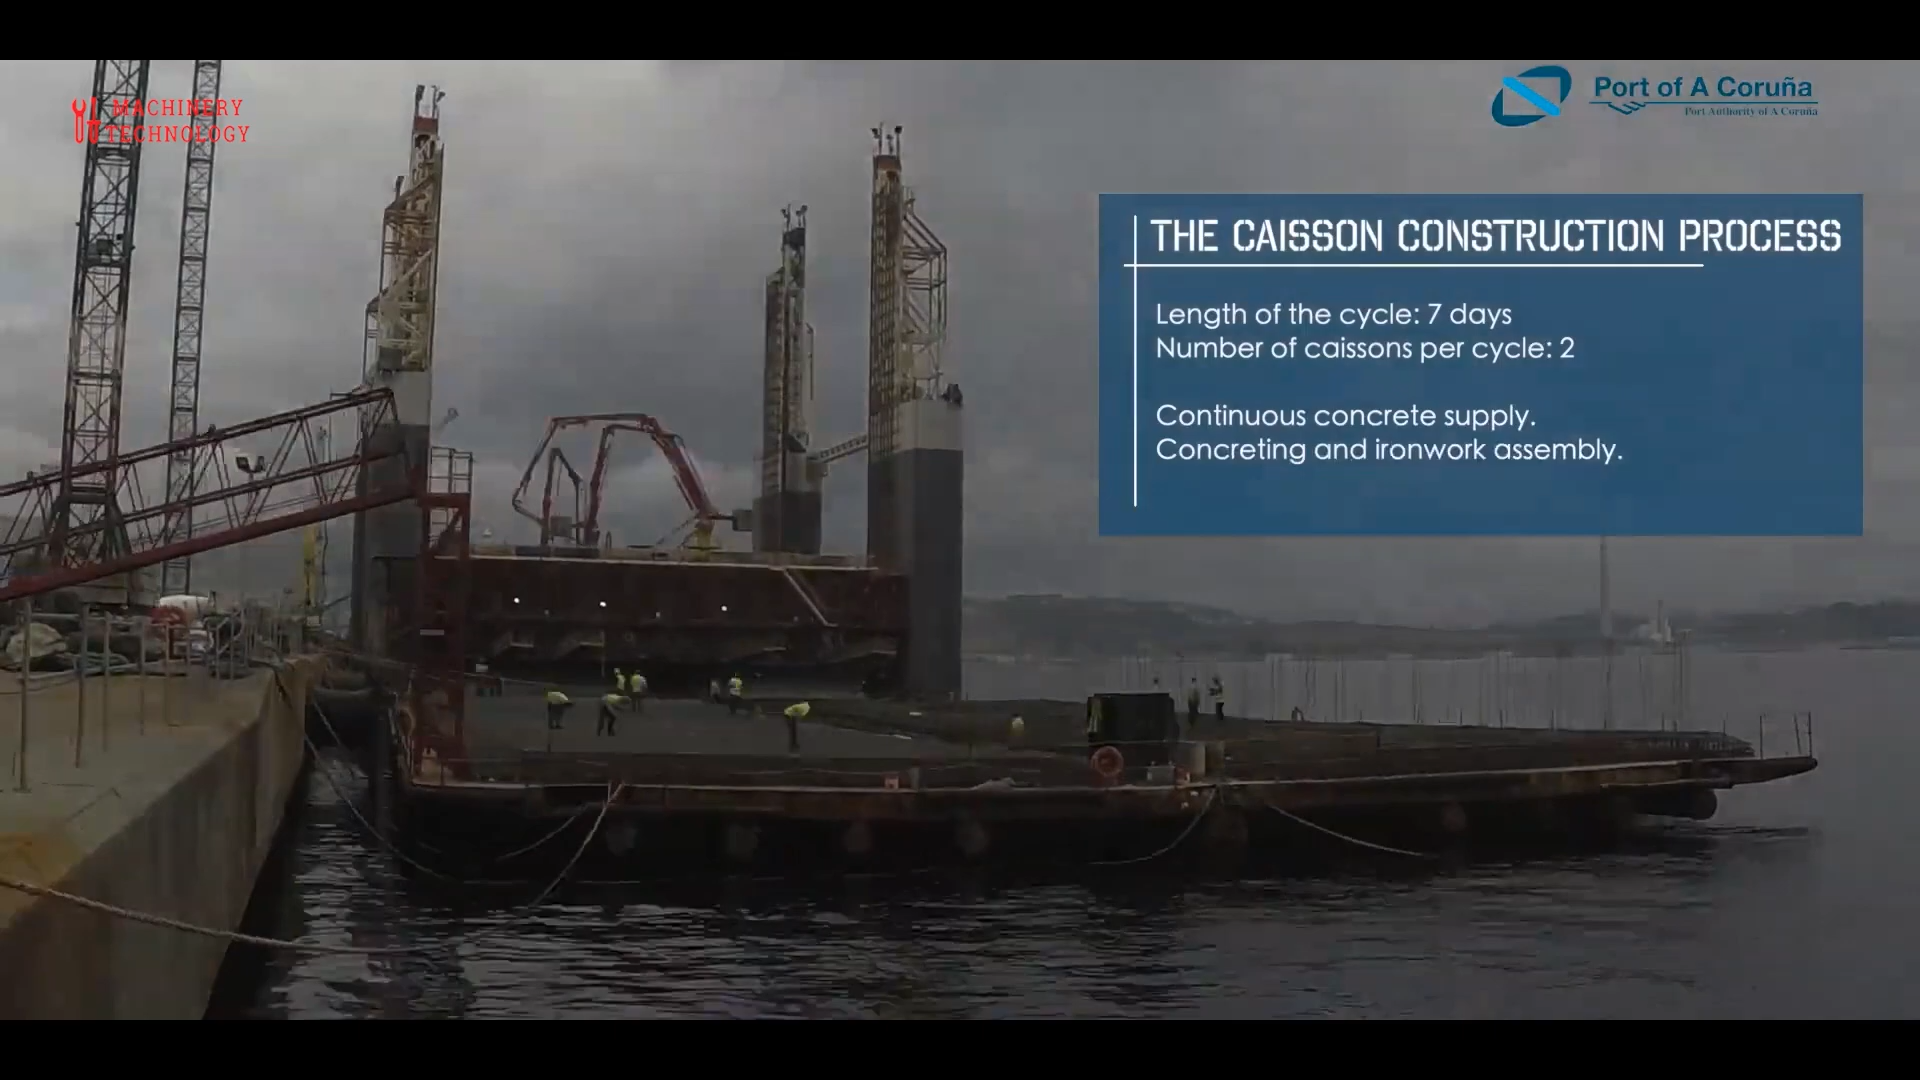 MACHINERY
TECHNOLOGY
Port of A Coruña
Port Authority of A Coruña
THE CAISSON CONSTRUCTION PROCESS
Length of the cycle: 7 days
Number of caissons per cycle: 2
Continuous concrete supply.
Concreting and ironwork assembly.